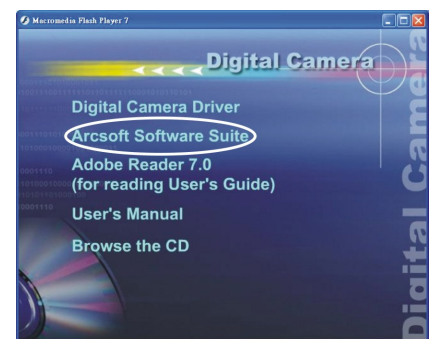 Macromedia Flash Player 7
Digital Camera
Digital Camera Driver
Arcsoft Software Suite
Adobe Reader 7.0
(for reading User's Guide)
User's Manual
Browse the CD
Digital Camera